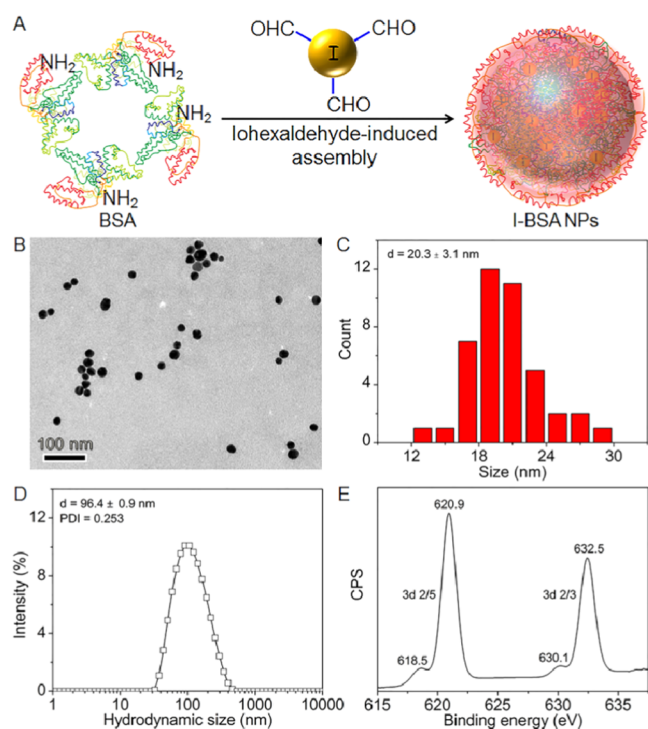 A
OHC
CHO
I
CHO
NH2
NH2
NH2
NH2
Iohexaldehyde-induced
assembly
BSA
I-BSA NPs
B
100 nm
C
d = 20.3 ± 3.1 nm
12
8
4
0
Count
12 18 24 30
Size (nm)
D
d = 96.4 ± 0.9 nm
PDI = 0.253
12
8
4
0
Intensity (%)
1 10 100 1000 10000
Hydrodynamic size (nm)
E
620.9
632.5
3d 2/5
3d 2/3
618.5
630.1
CPS
615 620 625 630 635
Binding energy (eV)